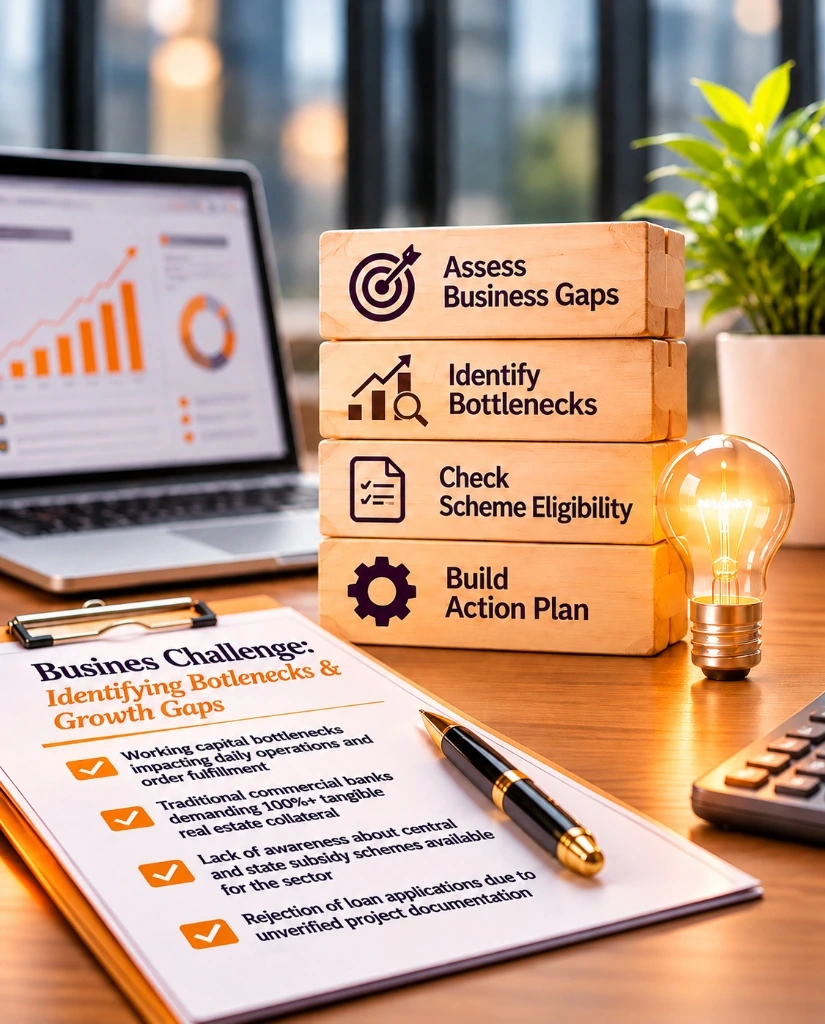 Assess
Business Gaps
Identify
Bottlenecks
Check
Scheme Eligibility
Build
Action Plan
Busines Challenge:
Identifying Botlenecks &
Growth Gaps
Working capital bottlenecks
impacting daily operations and
order fulfillment
Traditional commercial banks
demanding 100%+ tangible
real estate collateral
Lack of awareness about central
and state subsidy schemes available
for the sector
Rejection of loan applications due to
unverified project documentation